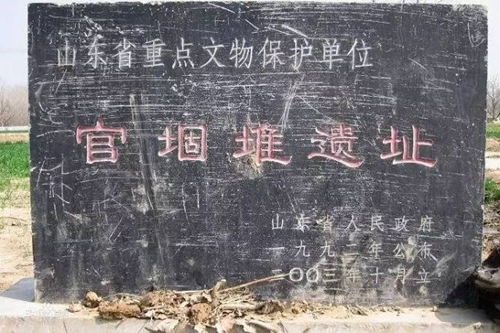 山东省重点文物保护单位
官堌堆遗址
山东省人民政府
一九九年公布
二〇〇三年十月立